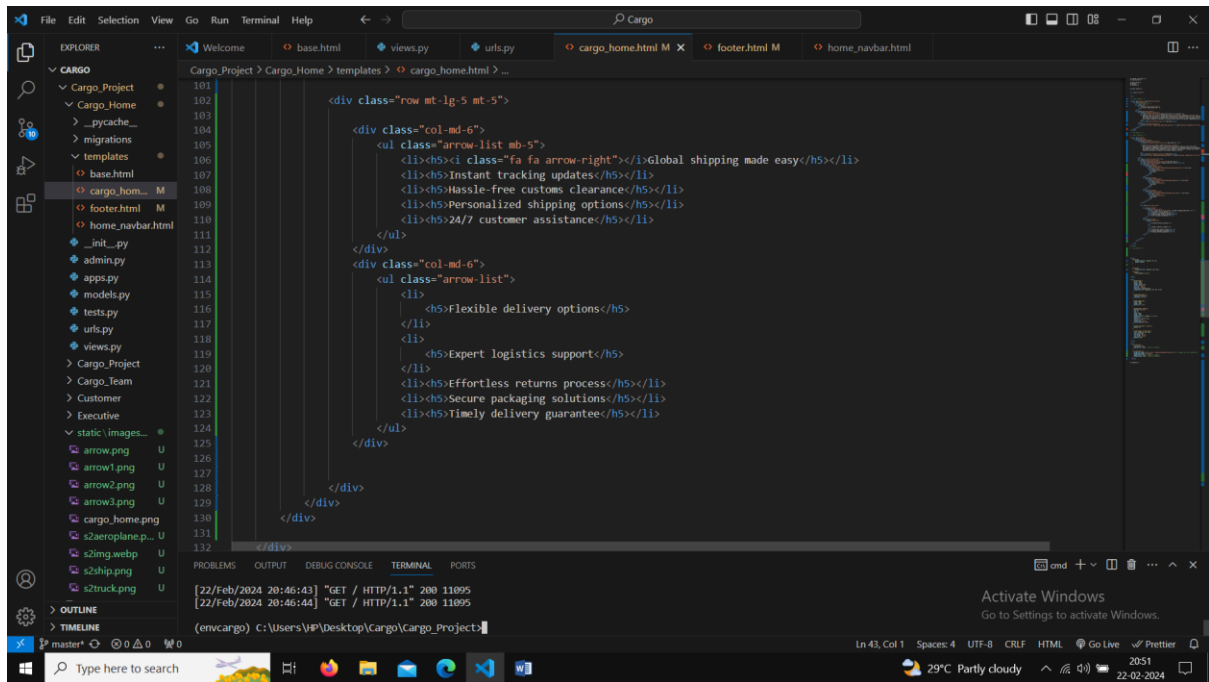 File Edit Selection View Go Run Terminal Help ← → Cargo
EXPLORER ...
Welcome base.html views.py urls.py cargo_home.html M × footer.html M home_navbar.html ...
CARGO
Cargo_Project > Cargo_Home > templates > cargo_home.html > ...
Cargo_Project
Cargo_Home
__pycache__
migrations
templates
base.html
cargo_hom... M
footer.html M
home_navbar.html
__init__.py
admin.py
apps.py
models.py
tests.py
urls.py
views.py
Cargo_Project
Cargo_Team
Customer
Executive
static\images...
arrow.png U
arrow1.png U
arrow2.png U
arrow3.png U
cargo_home.png
s2aeroplane.p... U
s2img.webp U
s2ship.png U
s2truck.png U
OUTLINE
TIMELINE
10
101
102 <div class="row mt-lg-5 mt-5">
103
104 <div class="col-md-6">
105 <ul class="arrow-list mb-5">
106 <li><h5><i class="fa fa arrow-right"></i>Global shipping made easy</h5></li>
107 <li><h5>Instant tracking updates</h5></li>
108 <li><h5>Hassle-free customs clearance</h5></li>
109 <li><h5>Personalized shipping options</h5></li>
110 <li><h5>24/7 customer assistance</h5></li>
111 </ul>
112 </div>
113 <div class="col-md-6">
114 <ul class="arrow-list">
115 <li>
116 <h5>Flexible delivery options</h5>
117 </li>
118 <li>
119 <h5>Expert logistics support</h5>
120 </li>
121 <li><h5>Effortless returns process</h5></li>
122 <li><h5>Secure packaging solutions</h5></li>
123 <li><h5>Timely delivery guarantee</h5></li>
124 </ul>
125 </div>
126
127
128 </div>
129 </div>
130 </div>
131
132 </div>
PROBLEMS OUTPUT DEBUG CONSOLE TERMINAL PORTS cmd
[22/Feb/2024 20:46:43] "GET / HTTP/1.1" 200 11095
[22/Feb/2024 20:46:44] "GET / HTTP/1.1" 200 11095
(envcargo) C:\Users\HP\Desktop\Cargo\Cargo_Project>
Activate Windows
Go to Settings to activate Windows.
master* 0 0 0 Ln 43, Col 1 Spaces: 4 UTF-8 CRLF HTML Go Live Prettier
Type here to search 29°C Partly cloudy 20:51
22-02-2024